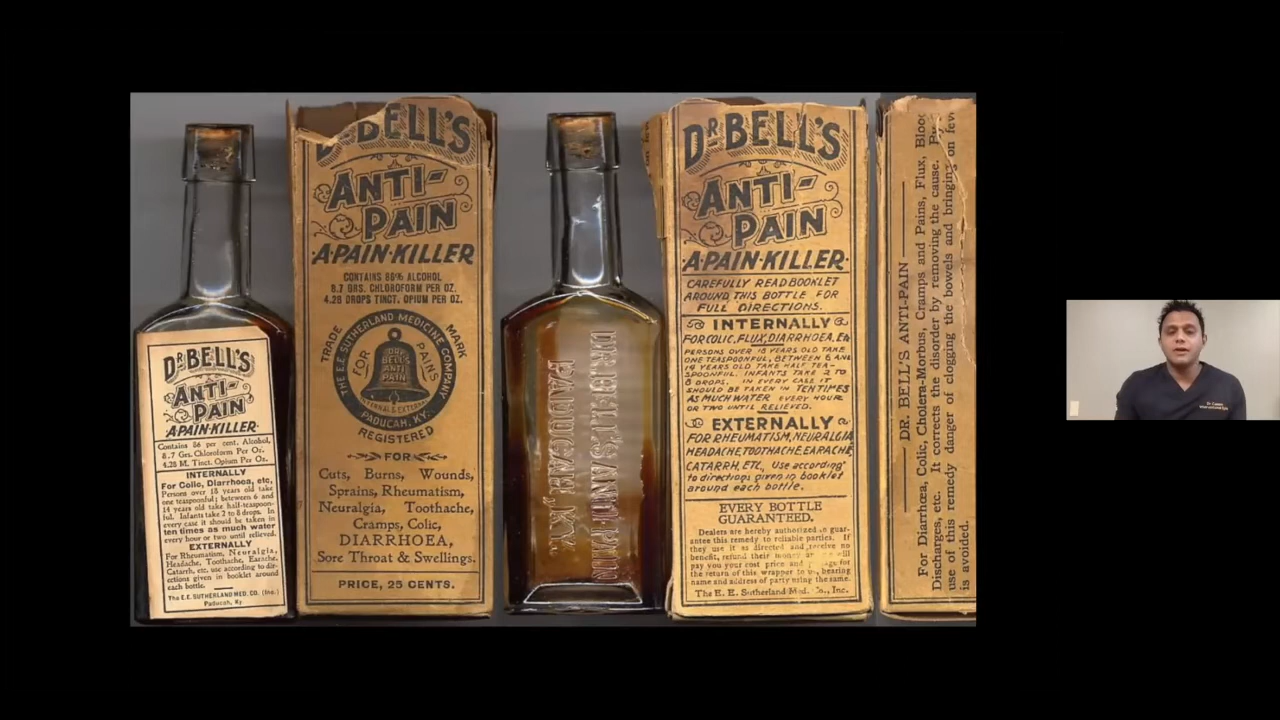 DR BELL'S
ANTI-
PAIN
A·PAIN·KILLER·
Contains 86 per cent. Alcohol,
8.7 Grs. Chloroform Per Oz.
4.28 M. Tinct. Opium Per Oz.
INTERNALLY
For Colic, Diarrhoea, etc,
Persons over 18 years old take
one teaspoonful; between 6 and
14 years old take half-teaspoon-
ful. Infants take 2 to 8 drops. In
every case it should be taken in
ten times as much water
every hour or two until relieved.
EXTERNALLY
For Rheumatism, Neuralgia,
Headache, Toothache, Earache,
Catarrh, etc. use according to dir-
ections given in booklet around
each bottle.
The E.E. SUTHERLAND MED. CO. (Inc.)
Paducah, Ky
DR BELL'S
ANTI-
PAIN
A·PAIN·KILLER
CONTAINS 86% ALCOHOL
8.7 GRS. CHLOROFORM PER OZ.
4.28 DROPS TINCT. OPIUM PER OZ.
TRADE MARK
THE E.E. SUTHERLAND MEDICINE COMPANY
FOR PAINS
DR BELL'S ANTI PAIN
INTERNAL & EXTERNAL
PADUCAH, KY.
REGISTERED
FOR
Cuts, Burns, Wounds,
Sprains, Rheumatism,
Neuralgia, Toothache,
Cramps, Colic,
DIARRHOEA,
Sore Throat & Swellings.
PRICE, 25 CENTS.
DR. BELL'S ANTI-PAIN
PADUCAH, KY.
DR BELL'S
ANTI-
PAIN
·A·PAIN·KILLER·
CAREFULLY READ BOOKLET
AROUND THIS BOTTLE FOR
FULL DIRECTIONS.
INTERNALLY
FOR COLIC, FLUX, DIARRHOEA, Etc
PERSONS OVER 18 YEARS OLD TAKE
ONE TEASPOONFUL, BETWEEN 6 AND
14 YEARS OLD TAKE HALF TEA-
SPOONFUL. INFANTS TAKE 2 TO
8 DROPS. IN EVERY CASE IT
SHOULD BE TAKEN IN TEN TIMES
AS MUCH WATER EVERY HOUR
OR TWO UNTIL RELIEVED.
EXTERNALLY
FOR RHEUMATISM, NEURALGIA
HEADACHE, TOOTHACHE, EARACHE,
CATARRH, ETC, Use according
to directions given in booklet
around each bottle.
EVERY BOTTLE
GUARANTEED.
Dealers are hereby authorized to guar-
antee this remedy to reliable parties. If
they use it as directed and receive no
benefit, refund their money and will
pay you your cost price and for
the return of this wrapper to us, bearing
name and address of party using the same.
The E. E. Sutherland Med. Co., Inc.
DR. BELL'S ANTI-PAIN
For Diarrhœa, Colic, Cholera-Morbus, Cramps and Pains, Flux, Blood
Discharges, etc. It corrects the disorder by removing the cause.
use of this remedy danger of clogging the bowels and bringing on fev
is avoided.